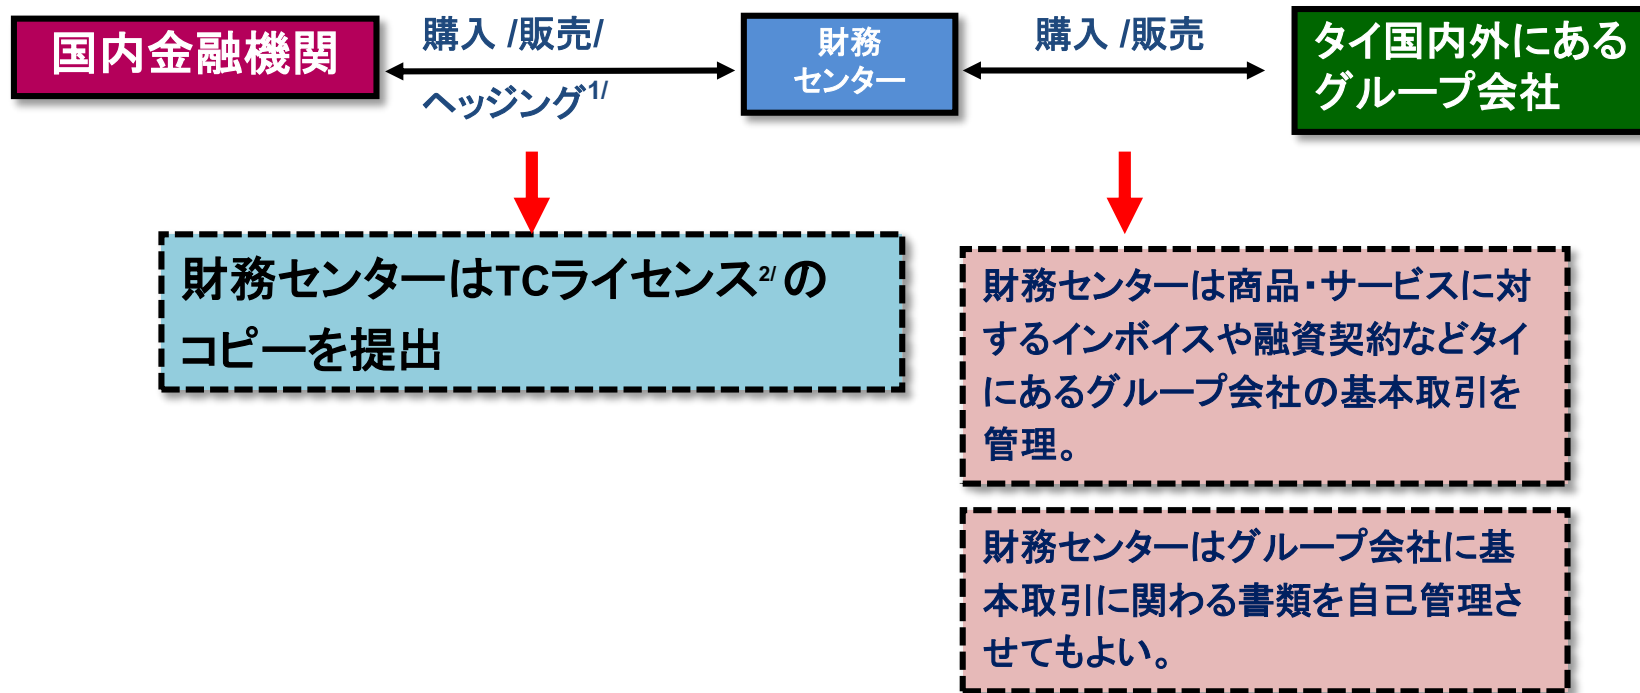 国内金融機関
購入 /販売/
ヘッジング1/
財務
センター
購入 /販売
タイ国内外にある
グループ会社
財務センターはTCライセンス2/ の
コピーを提出
財務センターは商品・サービスに対
するインボイスや融資契約などタイ
にあるグループ会社の基本取引を
管理。
財務センターはグループ会社に基
本取引に関わる書類を自己管理さ
せてもよい。